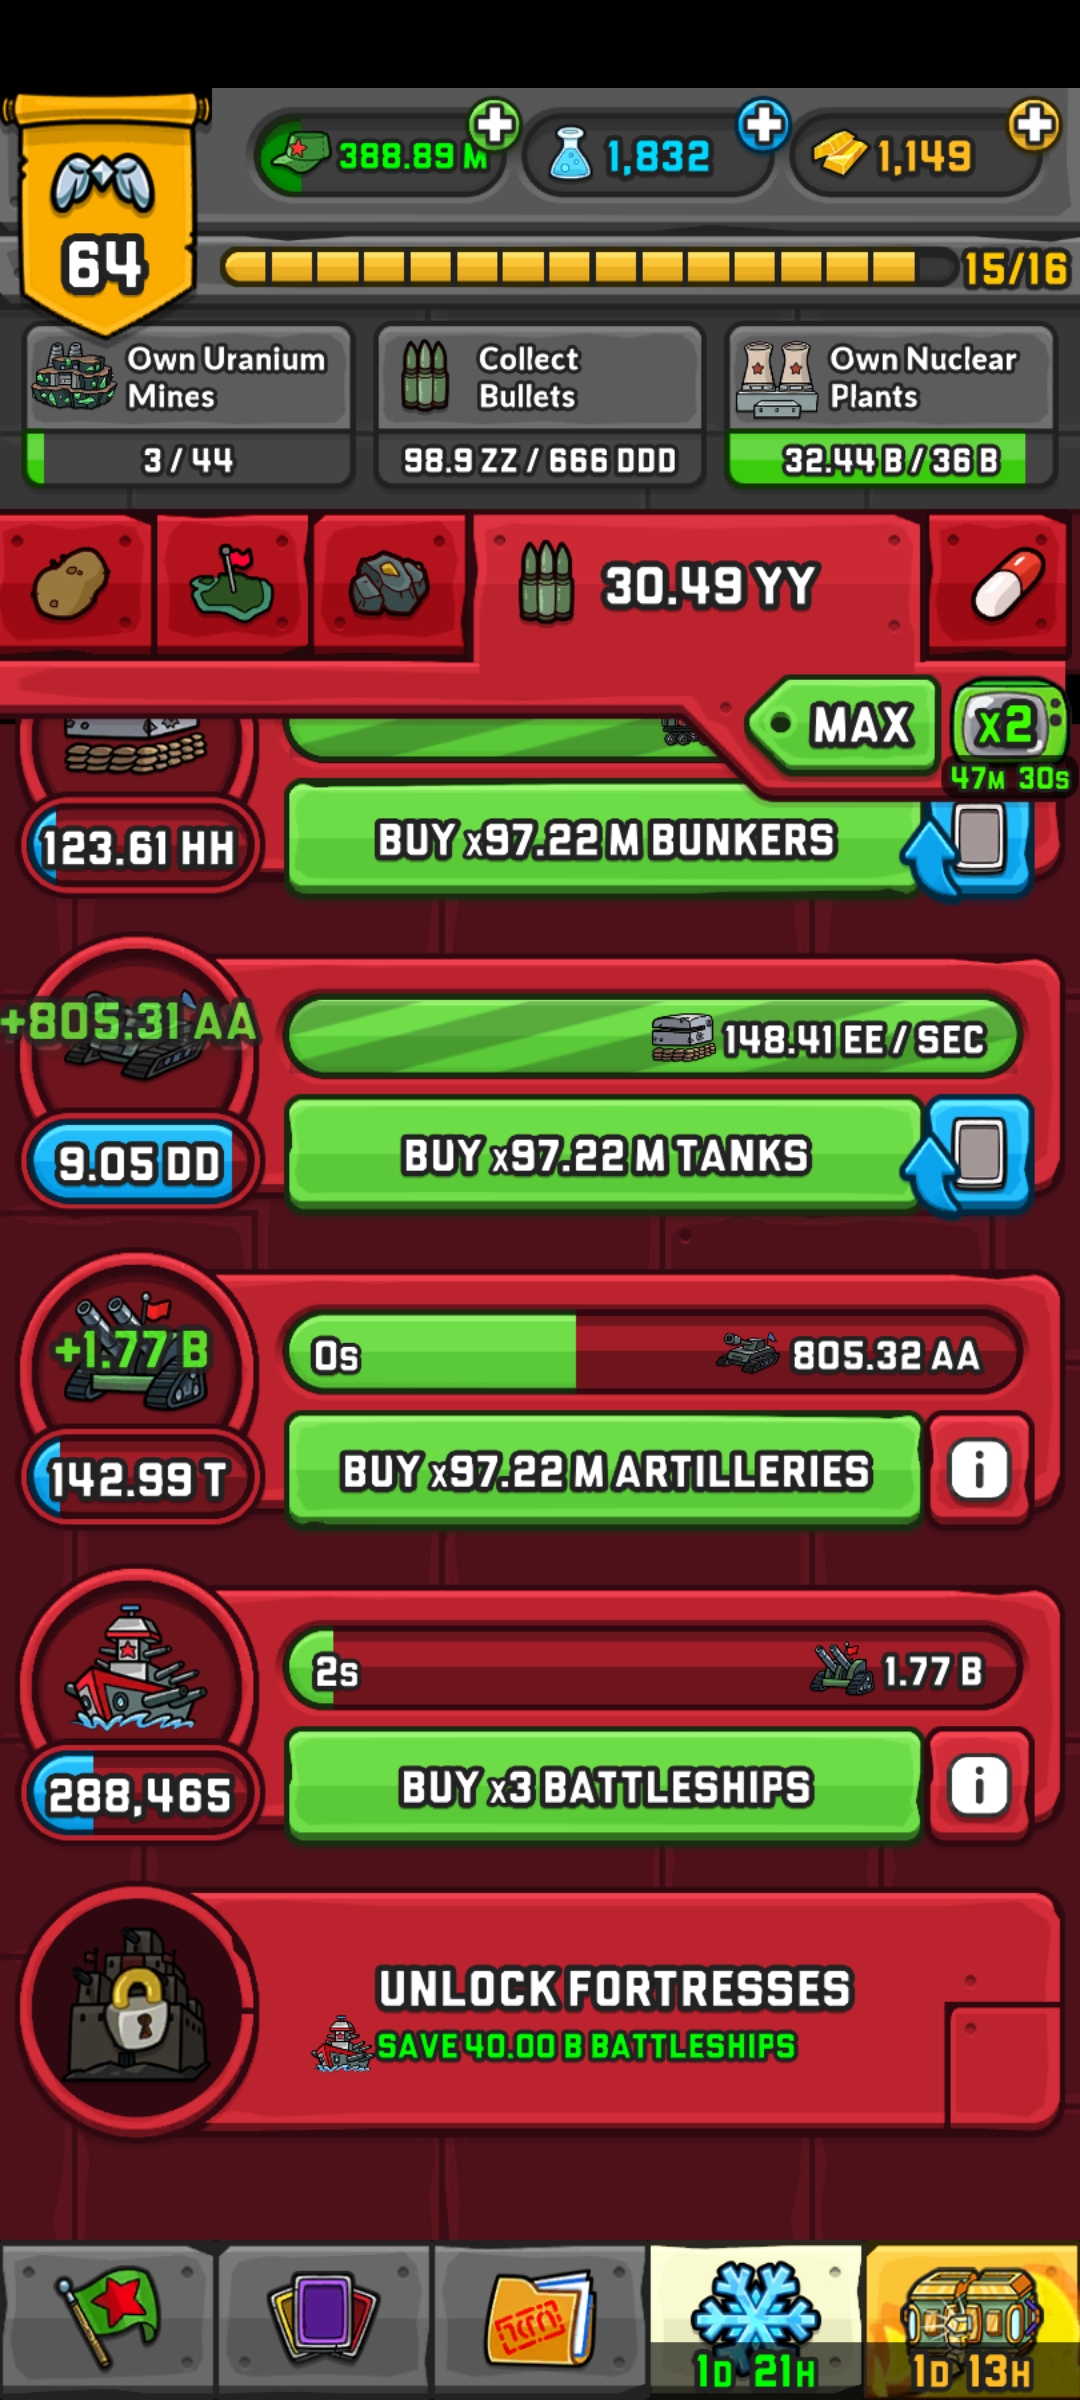 388.89 M
1,832
1,149
64
15/16
Own Uranium
Mines
3 / 44
Collect
Bullets
98.9 ZZ / 666 DDD
Own Nuclear
Plants
32.44 B / 36 B
30.49 YY
MAX
x2
47M 30S
123.61 HH
BUY x97.22 M BUNKERS
+805.31 AA
148.41 EE / SEC
9.05 DD
BUY x97.22 M TANKS
+1.77 B
0s
805.32 AA
142.99 T
BUY x97.22 M ARTILLERIES
i
2s
1.77 B
288,465
BUY x3 BATTLESHIPS
i
UNLOCK FORTRESSES
SAVE 40.00 B BATTLESHIPS
1D 21H
1D 13H